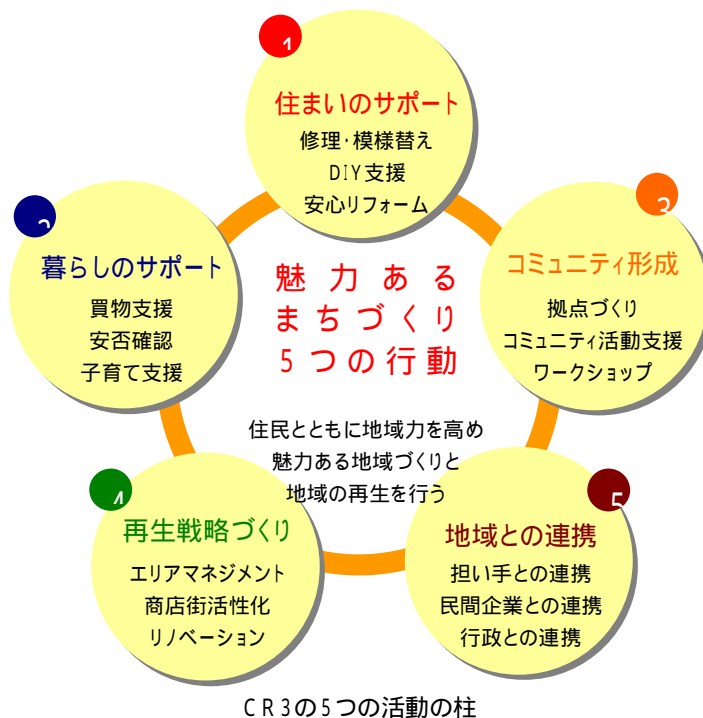 1
住まいのサポート
修理・模様替え
DIY支援
安心リフォーム
2
暮らしのサポート
買物支援
安否確認
子育て支援
3
コミュニティ形成
拠点づくり
コミュニティ活動支援
ワークショップ
魅力ある
まちづくり
5つの行動
住民とともに地域力を高め
魅力ある地域づくりと
地域の再生を行う
4
再生戦略づくり
エリアマネジメント
商店街活性化
リノベーション
5
地域との連携
担い手との連携
民間企業との連携
行政との連携
CR3の5つの活動の柱